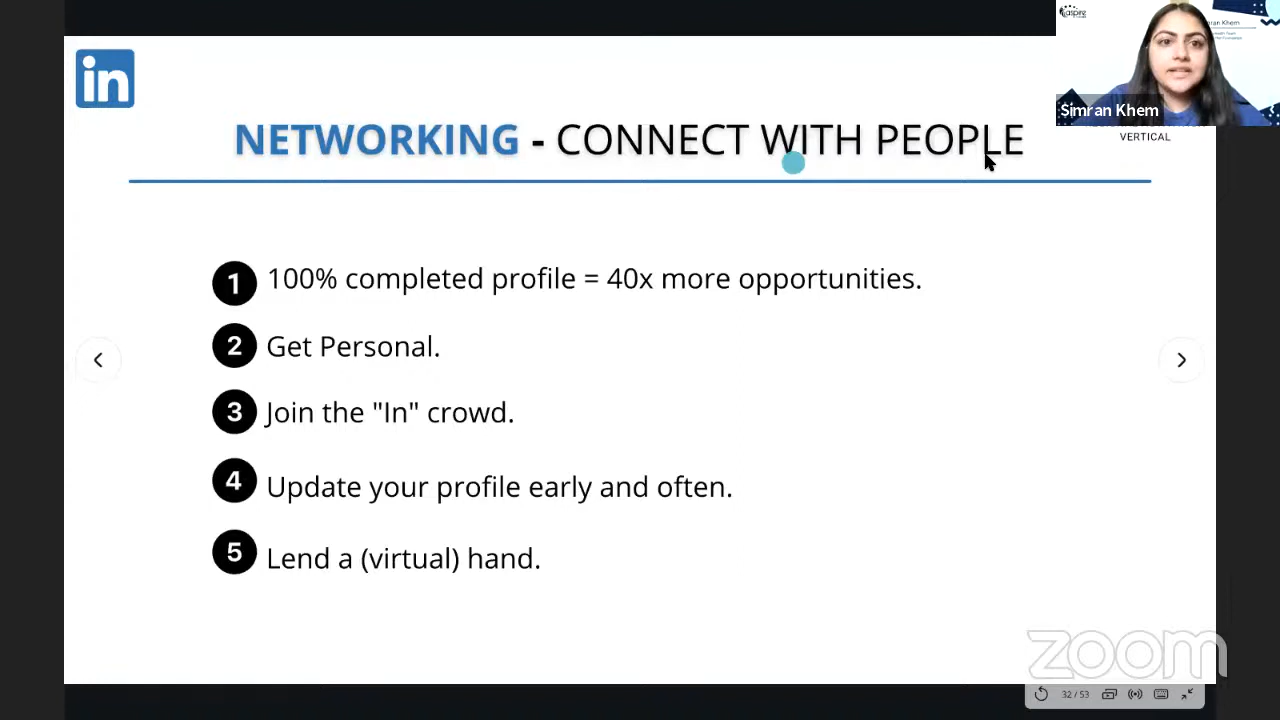 in
NETWORKING - CONNECT WITH PEOPLE
1 100% completed profile = 40x more opportunities.
2 Get Personal.
3 Join the "In" crowd.
4 Update your profile early and often.
5 Lend a (virtual) hand.
aspire
Simran Khem
VERTICAL
zoom
32 / 53